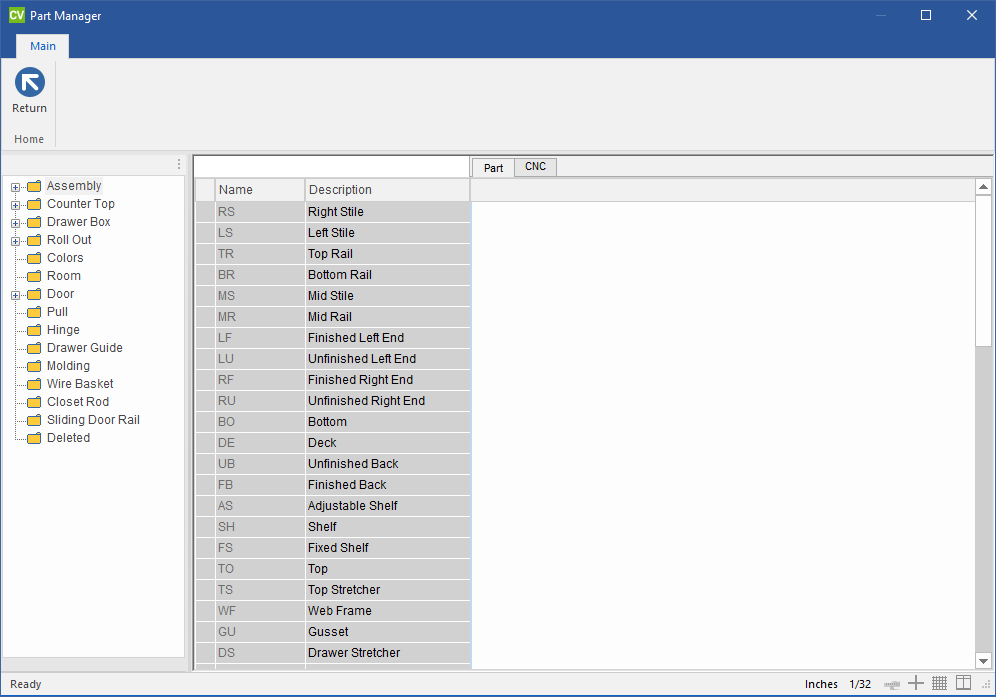 CV Part Manager
Main
Return
Home
Part CNC
Assembly
Counter Top
Drawer Box
Roll Out
Colors
Room
Door
Pull
Hinge
Drawer Guide
Molding
Wire Basket
Closet Rod
Sliding Door Rail
Deleted
Name Description
RS Right Stile
LS Left Stile
TR Top Rail
BR Bottom Rail
MS Mid Stile
MR Mid Rail
LF Finished Left End
LU Unfinished Left End
RF Finished Right End
RU Unfinished Right End
BO Bottom
DE Deck
UB Unfinished Back
FB Finished Back
AS Adjustable Shelf
SH Shelf
FS Fixed Shelf
TO Top
TS Top Stretcher
WF Web Frame
GU Gusset
DS Drawer Stretcher
Ready Inches 1/32